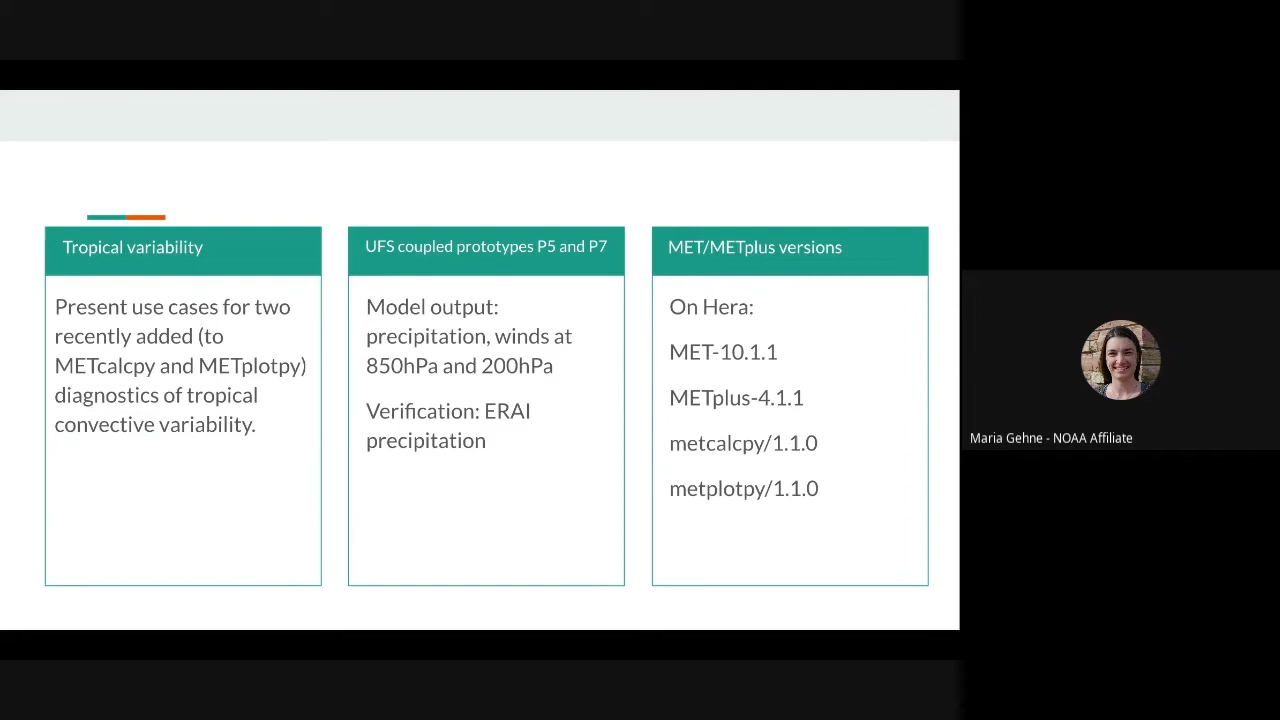 Tropical variability
Present use cases for two
recently added (to
METcalcpy and METplotpy)
diagnostics of tropical
convective variability.
UFS coupled prototypes P5 and P7
Model output:
precipitation, winds at
850hPa and 200hPa
Verification: ERAI
precipitation
MET/METplus versions
On Hera:
MET-10.1.1
METplus-4.1.1
metcalcpy/1.1.0
metplotpy/1.1.0
Maria Gehne - NOAA Affiliate